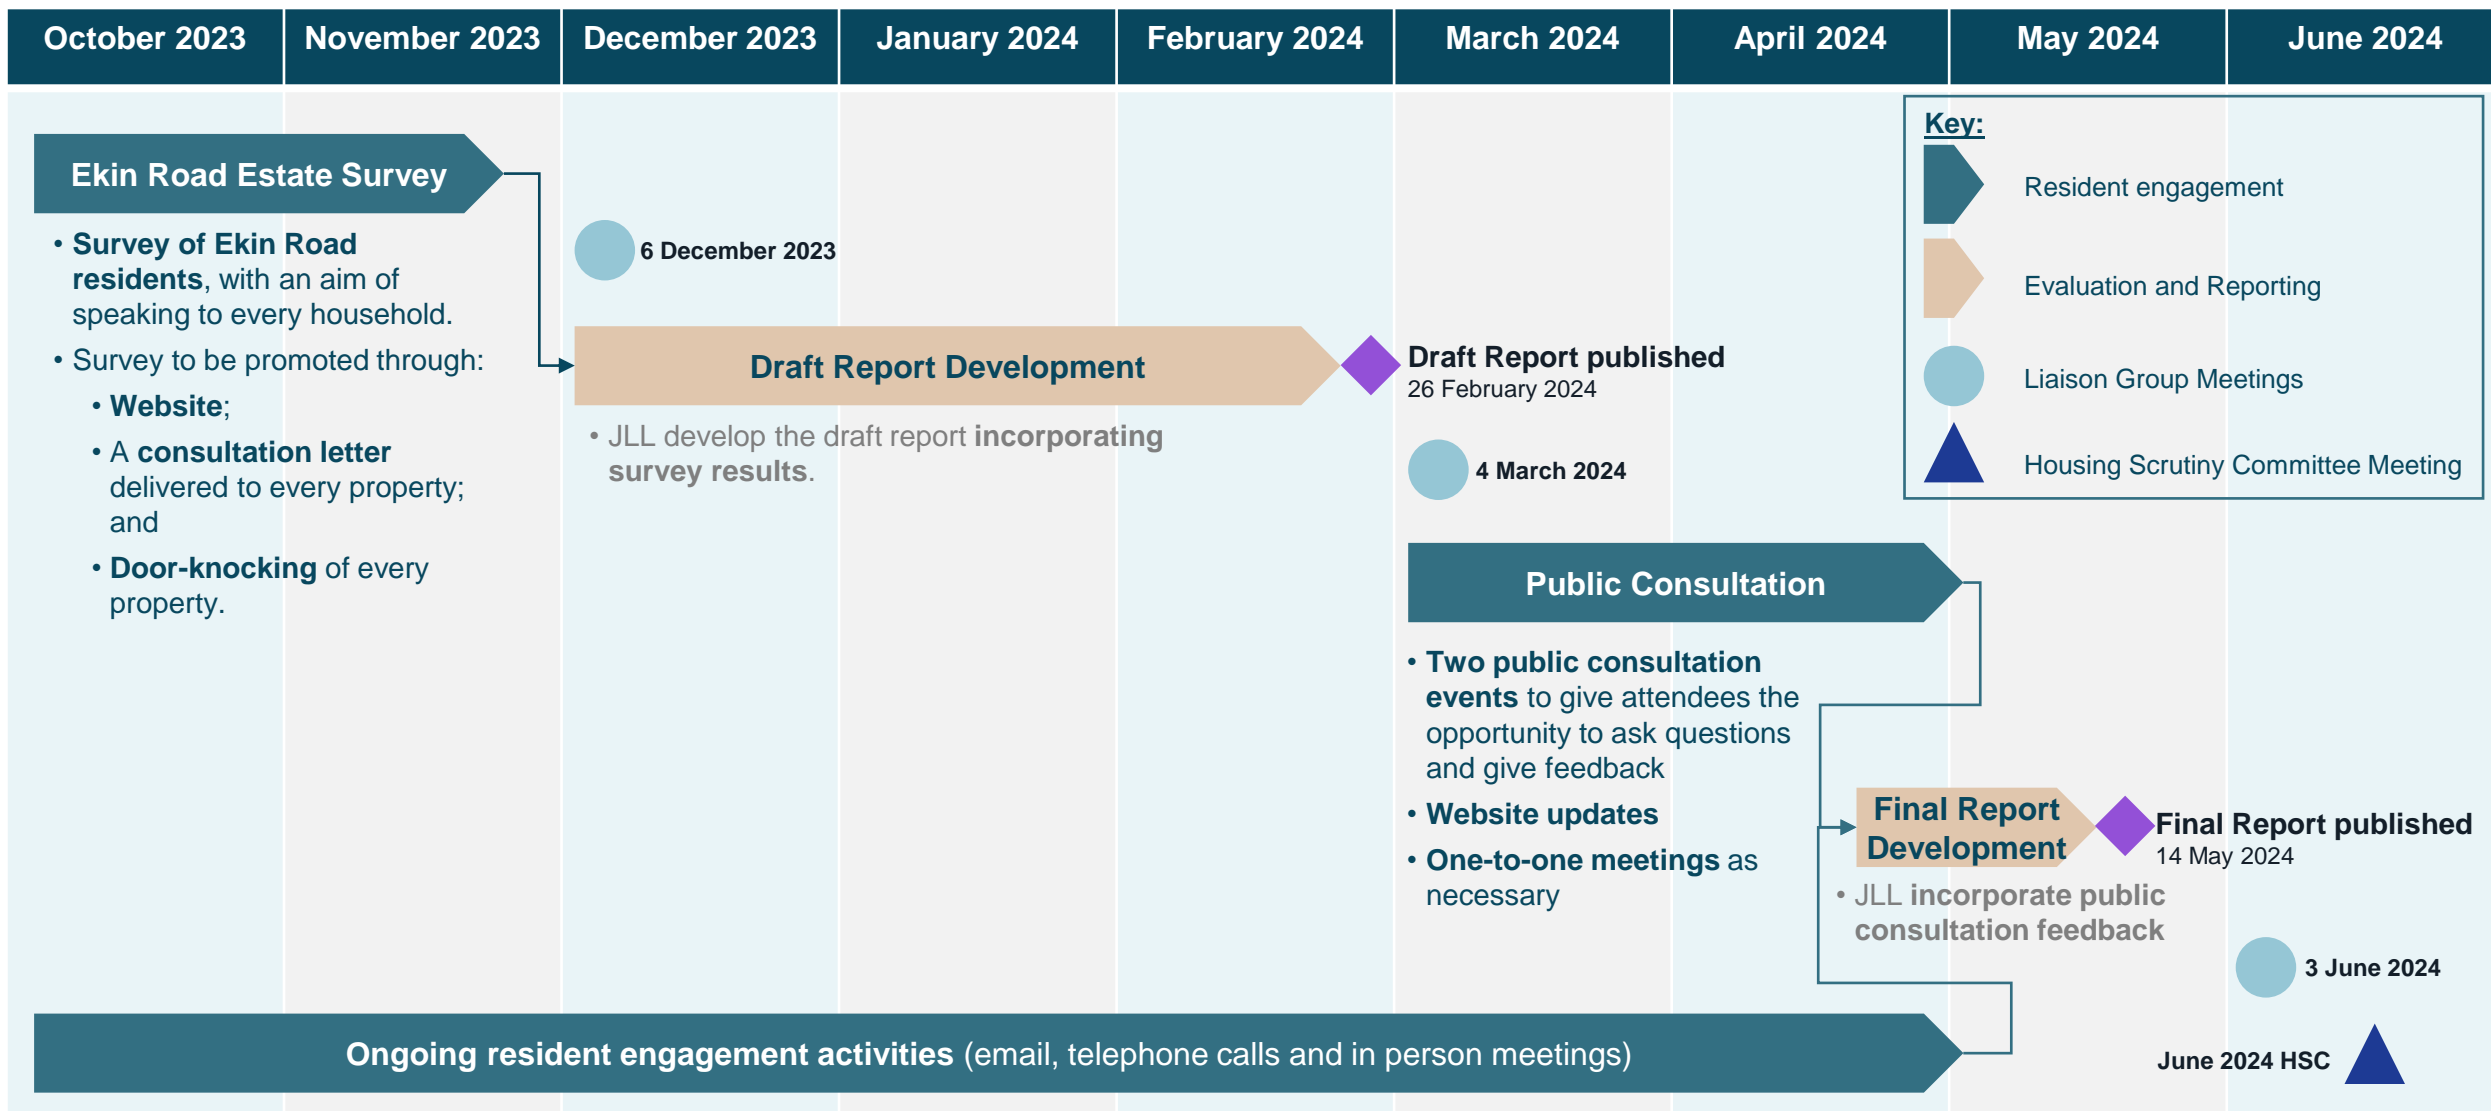 October 2023
November 2023
December 2023
January 2024
February 2024
March 2024
April 2024
May 2024
June 2024
Ekin Road Estate Survey
• Survey of Ekin Road
residents, with an aim of
speaking to every household.
• Survey to be promoted through:
• Website;
• A consultation letter
delivered to every property;
and
• Door-knocking of every
property.
6 December 2023
Draft Report Development
• JLL develop the draft report incorporating
survey results.
Draft Report published
26 February 2024
4 March 2024
Key:
Resident engagement
Evaluation and Reporting
Liaison Group Meetings
Housing Scrutiny Committee Meeting
Public Consultation
• Two public consultation
events to give attendees the
opportunity to ask questions
and give feedback
• Website updates
• One-to-one meetings as
necessary
Final Report
Development
• JLL incorporate public
consultation feedback
Final Report published
14 May 2024
3 June 2024
Ongoing resident engagement activities (email, telephone calls and in person meetings)
June 2024 HSC